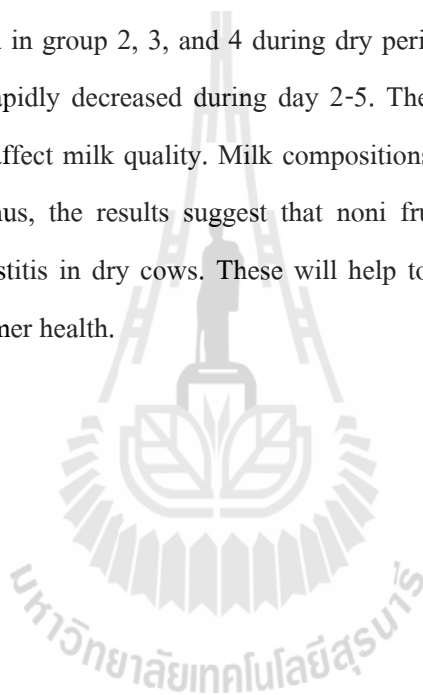 in group 2, 3, and 4 during dry peri
apidly decreased during day 2-5. The
affect milk quality. Milk compositions
nus, the results suggest that noni fru
stitis in dry cows. These will help to
mer health.
มหาวิทยาลัยเทคโนโลยีสุรนารี